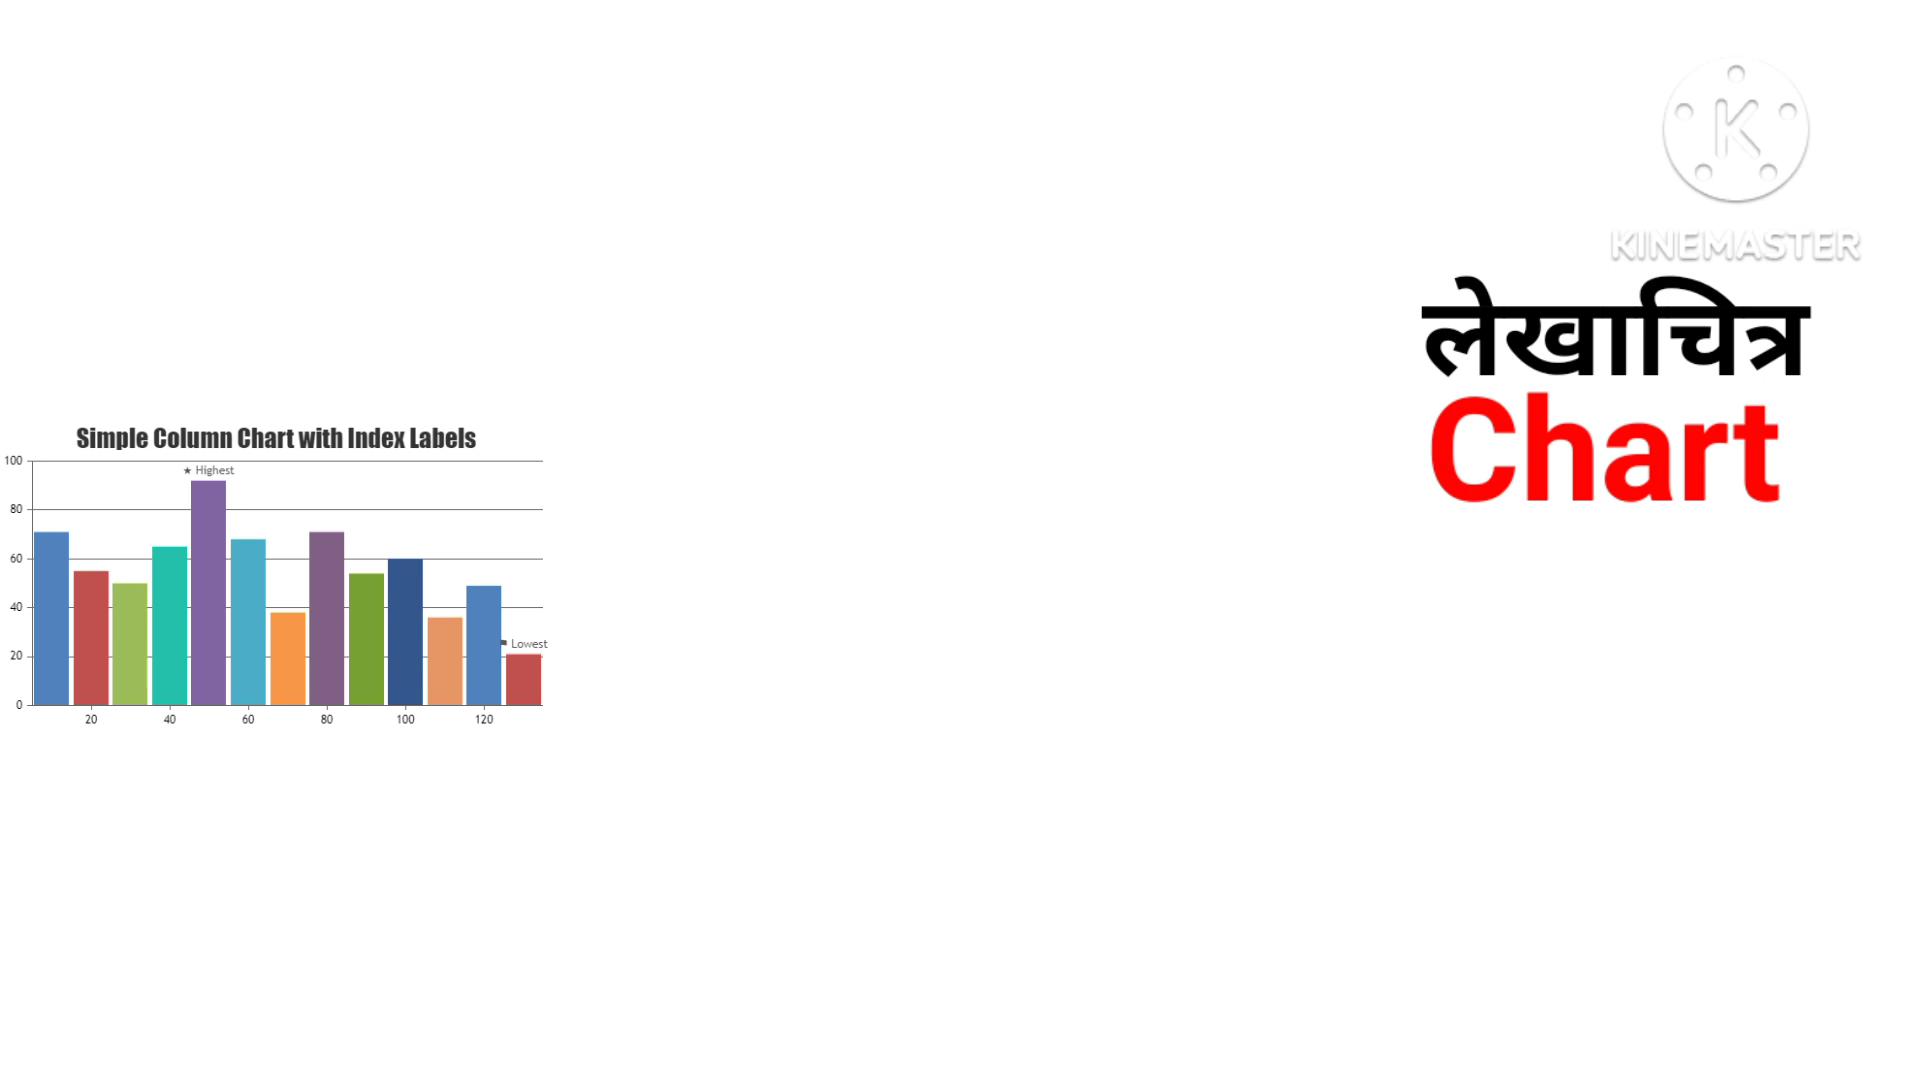 KINEMASTER
लेखाचित्र
Chart
Simple Column Chart with Index Labels
100
★ Highest
80
60
40
Lowest
20
0
20 40 60 80 100 120